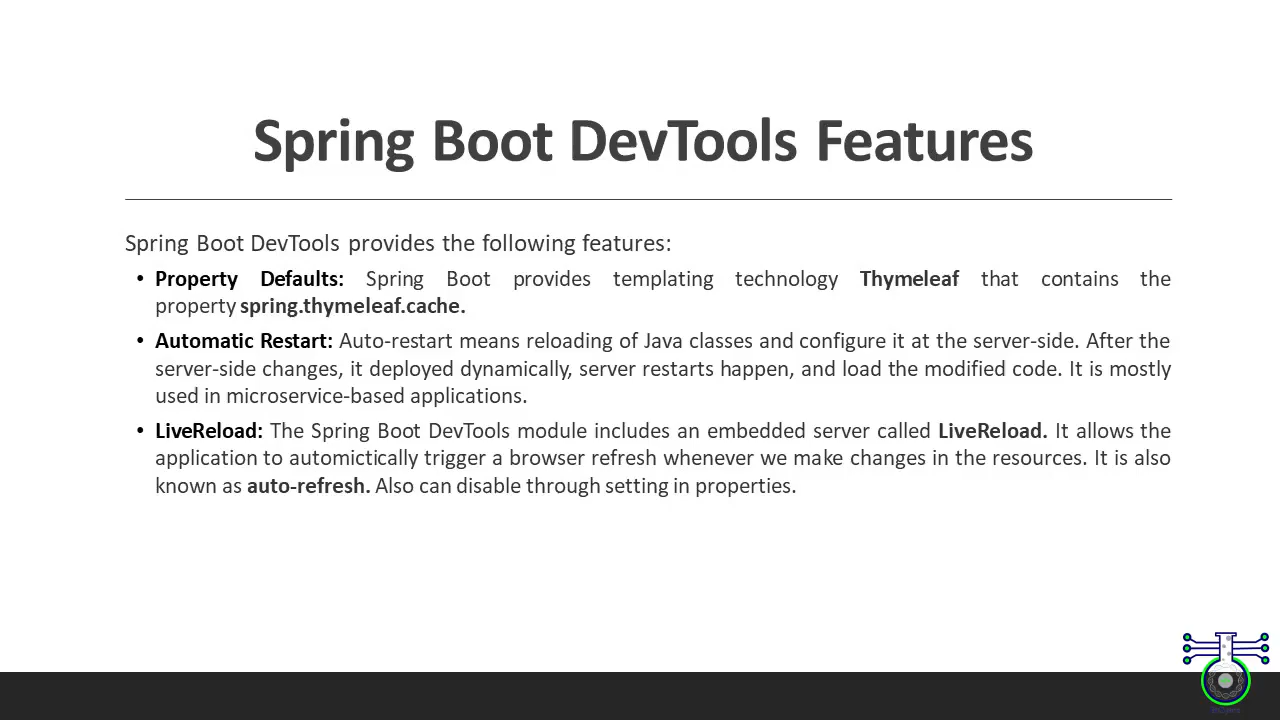 Spring Boot DevTools Features
Spring Boot DevTools provides the following features:
• Property Defaults: Spring Boot provides templating technology Thymeleaf that contains the
property spring.thymeleaf.cache.
• Automatic Restart: Auto-restart means reloading of Java classes and configure it at the server-side. After the
server-side changes, it deployed dynamically, server restarts happen, and load the modified code. It is mostly
used in microservice-based applications.
• LiveReload: The Spring Boot DevTools module includes an embedded server called LiveReload. It allows the
application to automictically trigger a browser refresh whenever we make changes in the resources. It is also
known as auto-refresh. Also can disable through setting in properties.